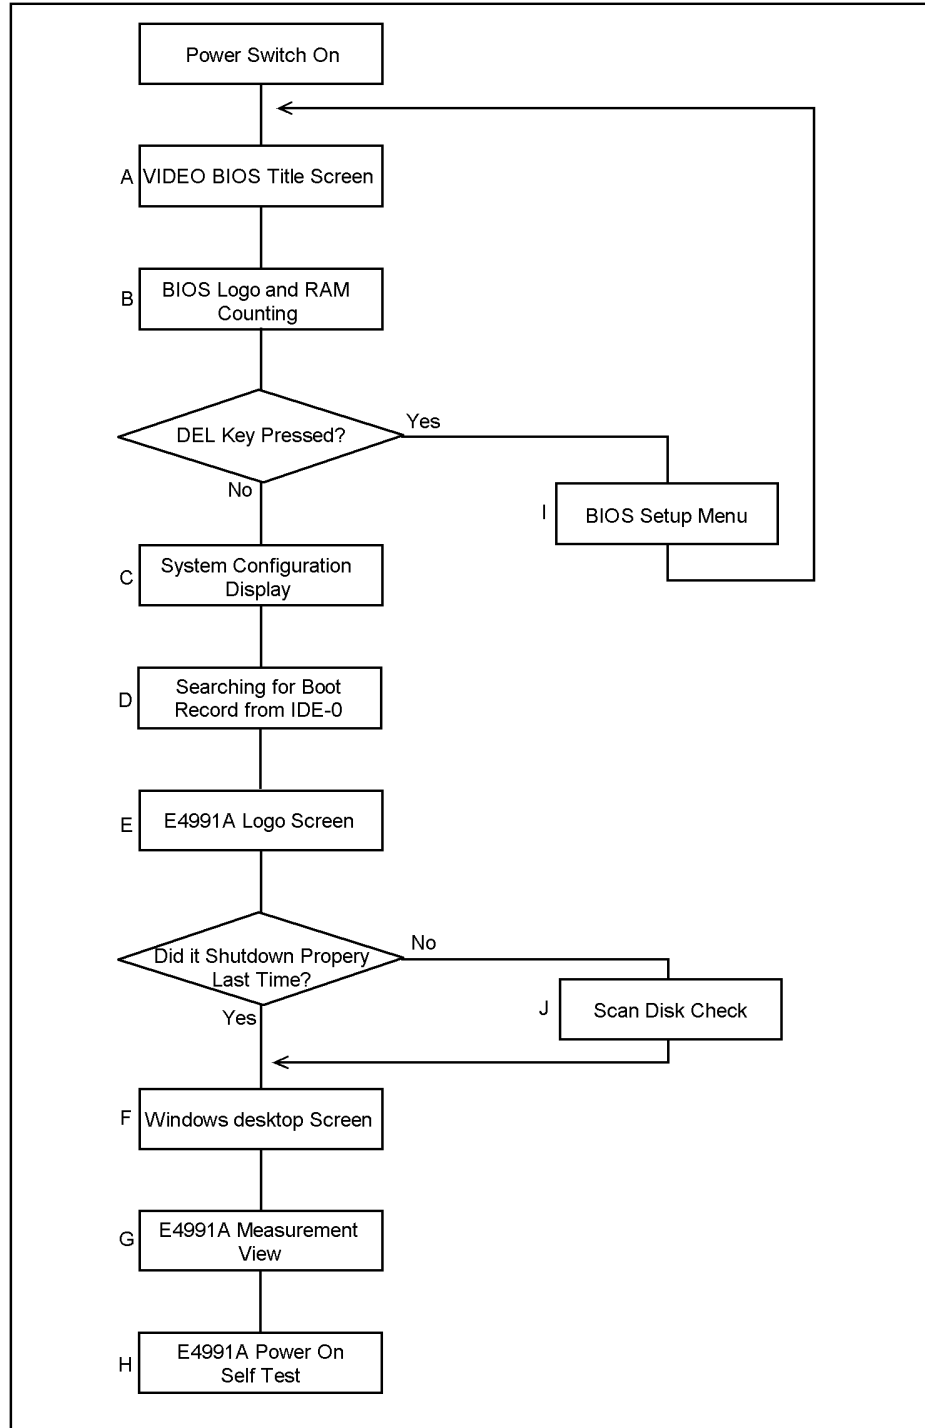 Power Switch On
A
VIDEO BIOS Title Screen
B
BIOS Logo and RAM
Counting
DEL Key Pressed?
Yes
No
I
BIOS Setup Menu
C
System Configuration
Display
D
Searching for Boot
Record from IDE-0
E
E4991A Logo Screen
Did it Shutdown Propery
Last Time?
No
Yes
J
Scan Disk Check
F
Windows desktop Screen
G
E4991A Measurement
View
H
E4991A Power On
Self Test